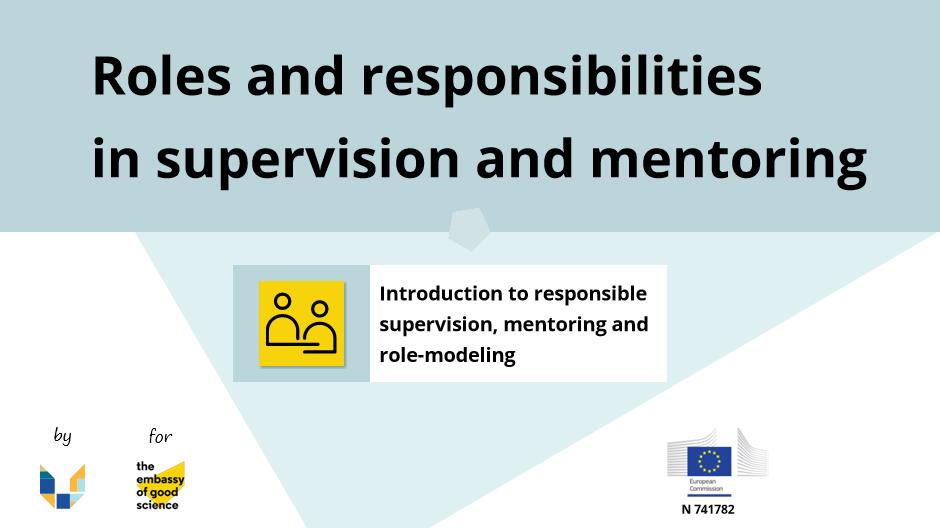 Roles and responsibilities
in supervision and mentoring
Introduction to responsible
supervision, mentoring and
role-modeling
by
for
the
embassy
of good
science
European
Commission
N 741782